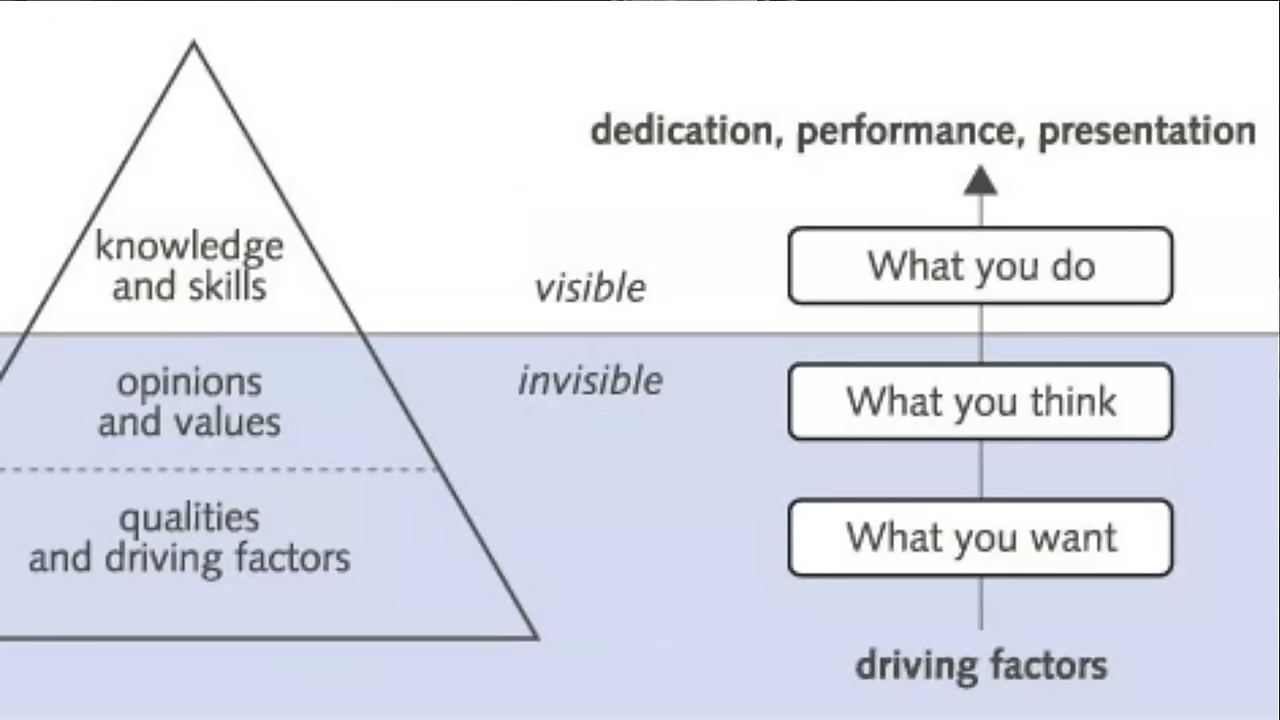 dedication, performance, presentation
knowledge
and skills
visible
What you do
opinions
and values
invisible
What you think
qualities
and driving factors
What you want
driving factors